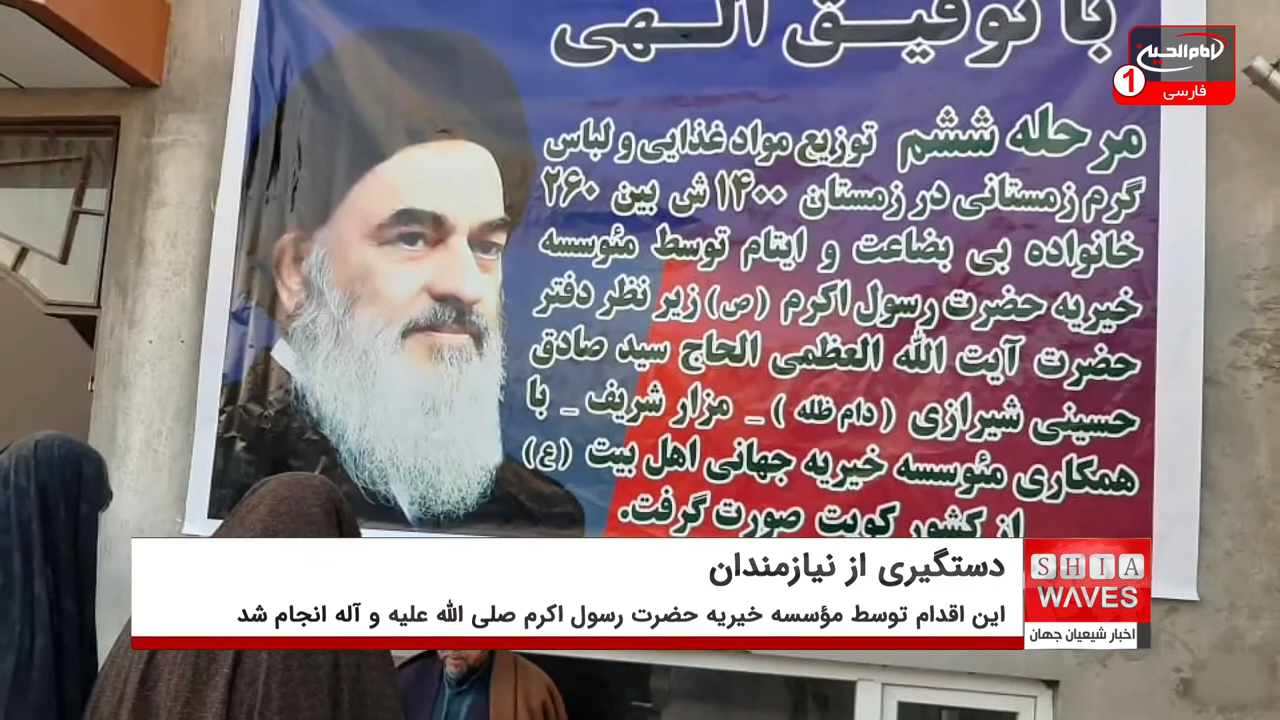 با توفیق الهی
مرحله ششم توزیع مواد غذایی و لباس
گرم زمستانی در زمستان ۱۴۰۰ ش بین ۲۶۰
خانواده بی بضاعت و ایتام توسط مئوسسه
خیریه حضرت رسول اکرم (ص) زیر نظر دفتر
حضرت آیت الله العظمی الحاج سید صادق
حسینی شیرازی (دام ظله) _ مزار شریف _ با
همکاری مئوسسه خیریه جهانی اهل بیت (ع)
از کشور کویت صورت گرفت.
امام الحسین
1
فارسی
دستگیری از نیازمندان
این اقدام توسط مؤسسه خیریه حضرت رسول اکرم صلی الله علیه و آله انجام شد
SHIA
WAVES
اخبار شیعیان جهان